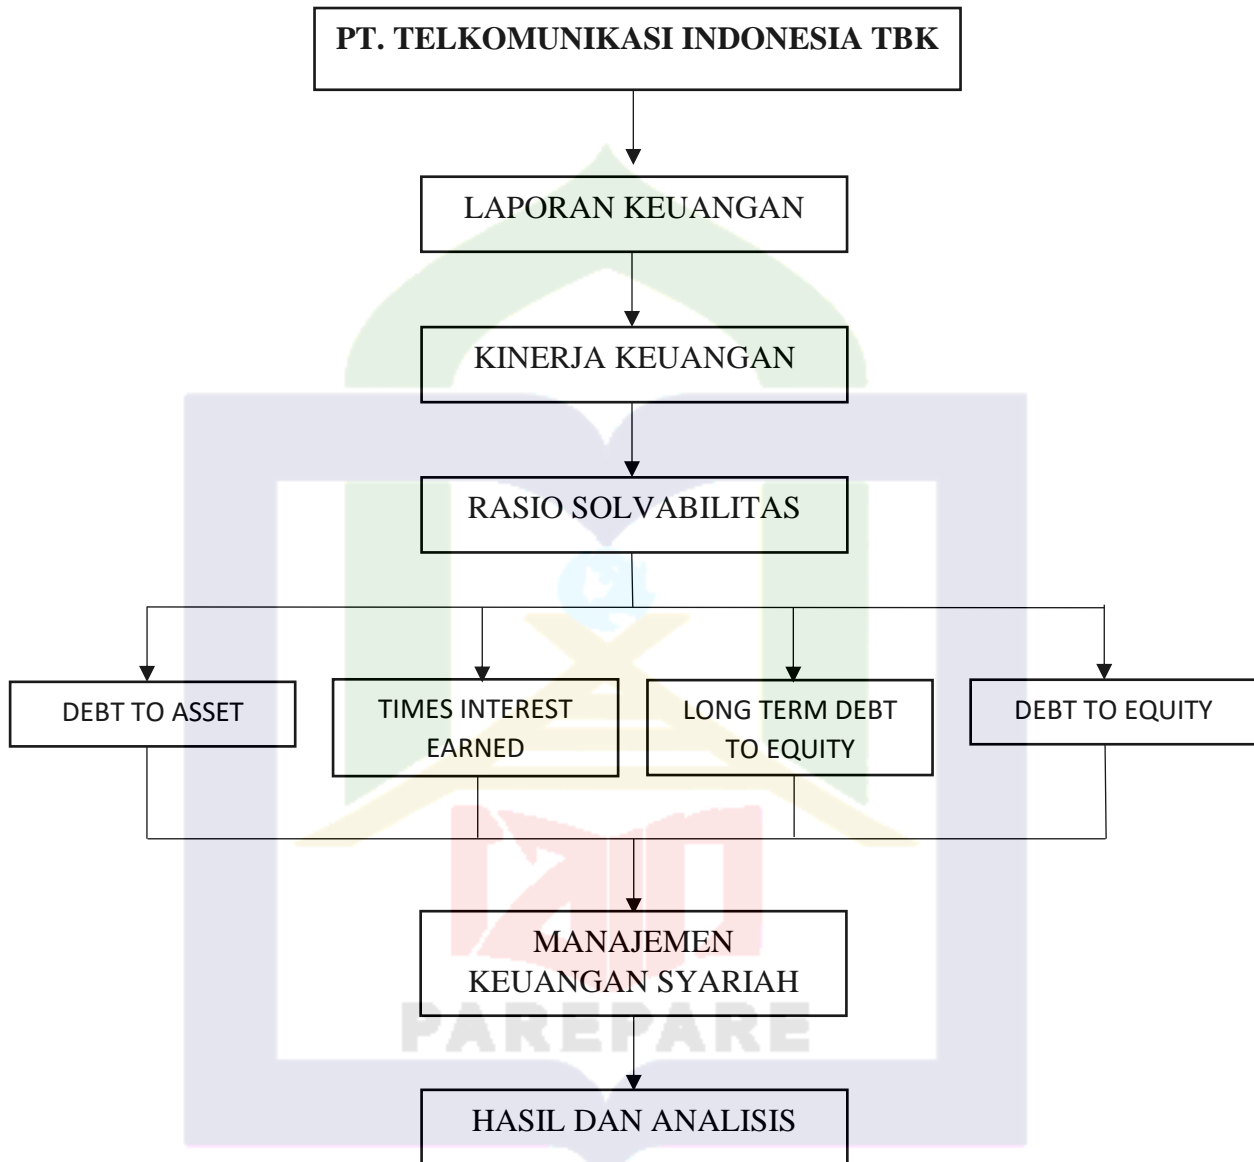 PT. TELKOMUNIKASI INDONESIA TBK
LAPORAN KEUANGAN
KINERJA KEUANGAN
RASIO SOLVABILITAS
DEBT TO ASSET
TIMES INTEREST
EARNED
LONG TERM DEBT
TO EQUITY
DEBT TO EQUITY
MANAJEMEN
KEUANGAN SYARIAH
PAREPARE
HASIL DAN ANALISIS